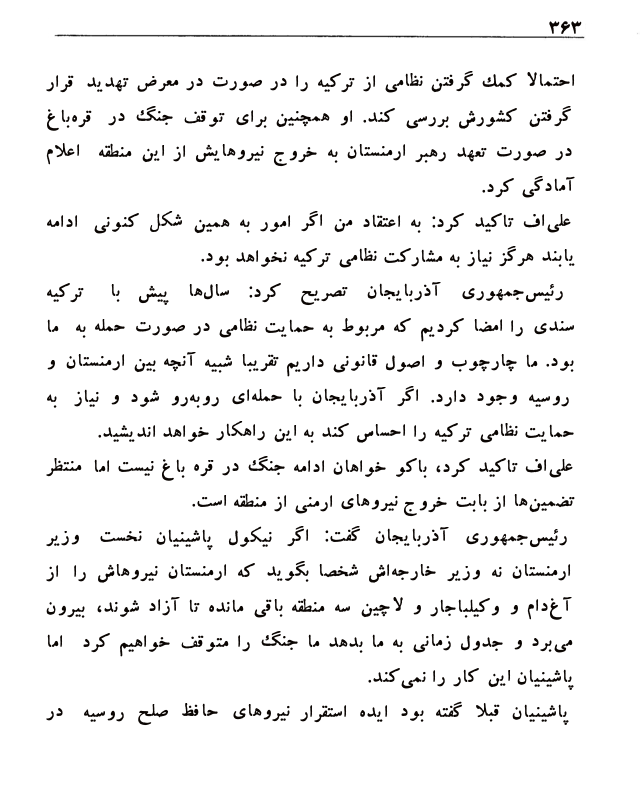 ۳۶۳
احتمالا کمك گرفتن نظامی از ترکیه را در صورت در معرض تهدید قرار
گرفتن کشورش بررسی کند. او همچنین برای توقف جنگ در قره‌باغ
در صورت تعهد رهبر ارمنستان به خروج نیروهایش از این منطقه اعلام
آمادگی کرد.
علی‌اف تاکید کرد: به اعتقاد من اگر امور به همین شکل کنونی ادامه
یابند هرگز نیاز به مشارکت نظامی ترکیه نخواهد بود.
رئیس‌جمهوری آذربایجان تصریح کرد: سال‌ها پیش با ترکیه
سندی را امضا کردیم که مربوط به حمایت نظامی در صورت حمله به ما
بود. ما چارچوب و اصول قانونی داریم تقریبا شبیه آنچه بین ارمنستان و
روسیه وجود دارد. اگر آذربایجان با حمله‌ای روبه‌رو شود و نیاز به
حمایت نظامی ترکیه را احساس کند به این راهکار خواهد اندیشید.
علی‌اف تاکید کرد، باکو خواهان ادامه جنگ در قره باغ نیست اما منتظر
تضمین‌ها از بابت خروج نیروهای ارمنی از منطقه است.
رئیس‌جمهوری آذربایجان گفت: اگر نیکول پاشینیان نخست وزیر
ارمنستان نه وزیر خارجه‌اش شخصا بگوید که ارمنستان نیروهاش را از
آغ‌دام و وکیلباجار و لاچین سه منطقه باقی مانده تا آزاد شوند، بیرون
می‌برد و جدول زمانی به ما بدهد ما جنگ را متوقف خواهیم کرد اما
پاشینیان این کار را نمی‌کند.
پاشینیان قبلا گفته بود ایده استقرار نیروهای حافظ صلح روسیه در